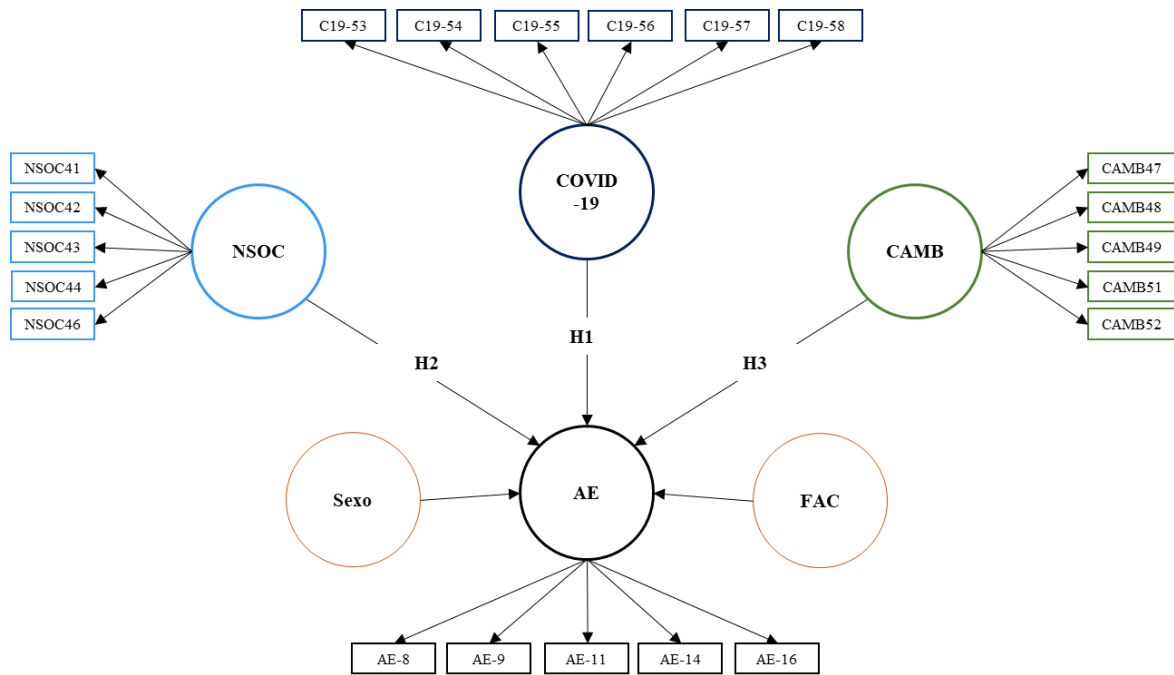 C19-53
C19-54
C19-55
C19-56
C19-57
C19-58
NSOC41
NSOC42
NSOC43
NSOC44
NSOC46
NSOC
COVID
-19
CAMB
CAMB47
CAMB48
CAMB49
CAMB51
CAMB52
H2
H1
H3
Sexo
AE
FAC
AE-8
AE-9
AE-11
AE-14
AE-16